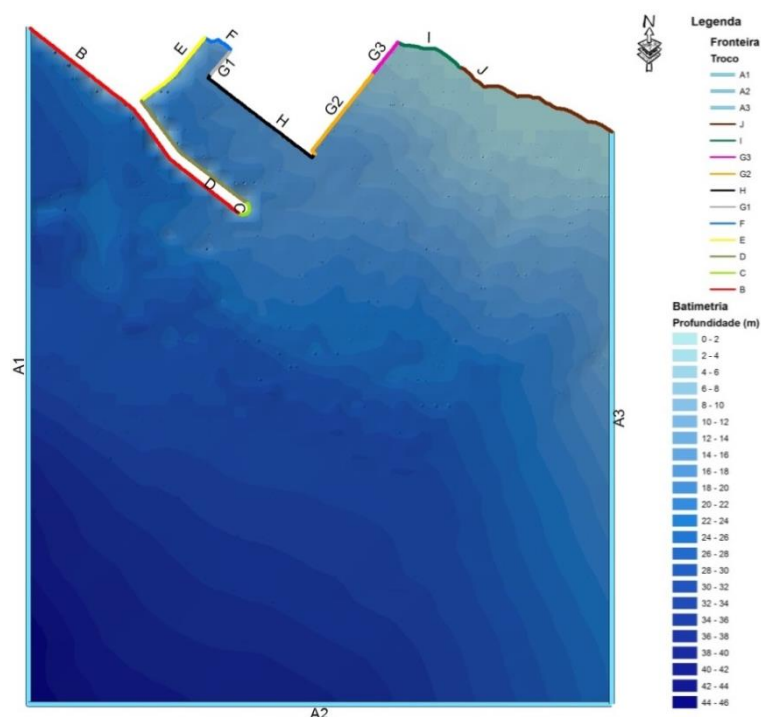 B
E
F
G1
H
G2
G3
I
J
D
C
A1
A3
A2
N
Legenda
Fronteira
Troco
A1
A2
A3
J
I
G3
G2
H
G1
F
E
D
C
B
Batimetria
Profundidade (m)
0 - 2
2 - 4
4 - 6
6 - 8
8 - 10
10 - 12
12 - 14
14 - 16
16 - 18
18 - 20
20 - 22
22 - 24
24 - 26
26 - 28
28 - 30
30 - 32
32 - 34
34 - 36
36 - 38
38 - 40
40 - 42
42 - 44
44 - 46